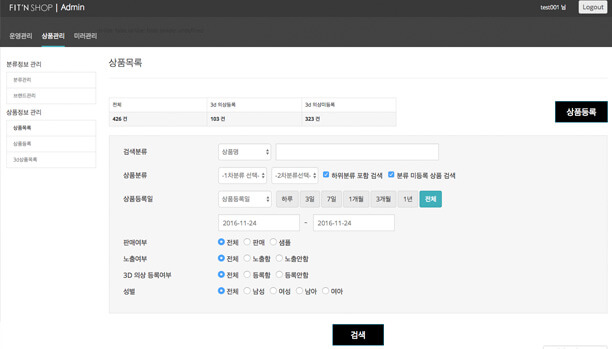 FIT'N SHOP | Admin
test001 님
Logout
운영관리 상품관리 미러관리
분류정보 관리
분류관리
브랜드관리
상품정보 관리
상품목록
상품등록
3d상품목록
상품목록
전체 3d 의상등록 3d 의상미등록
426 건 103 건 323 건
상품등록
검색분류 상품명
상품분류 -1차분류 선택- -2차분류선택- 하위분류 포함 검색 분류 미등록 상품 검색
상품등록일 상품등록일 하루 3일 7일 1개월 3개월 1년 전체
2016-11-24 ~ 2016-11-24
판매여부 전체 판매 샘플
노출여부 전체 노출함 노출안함
3D 의상 등록여부 전체 등록함 등록안함
성별 전체 남성 여성 남아 여아
검색